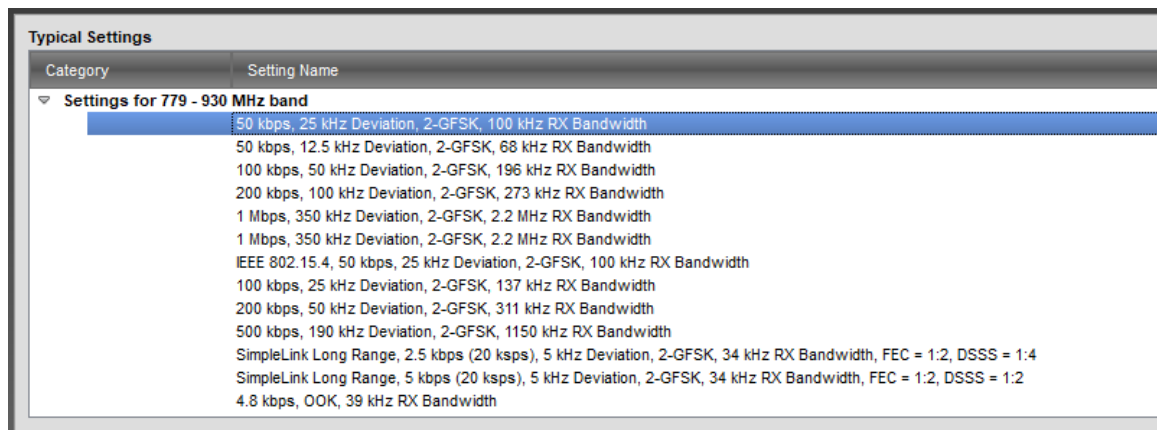 Typical Settings
Category Setting Name
Settings for 779 - 930 MHz band
50 kbps, 25 kHz Deviation, 2-GFSK, 100 kHz RX Bandwidth
50 kbps, 12.5 kHz Deviation, 2-GFSK, 68 kHz RX Bandwidth
100 kbps, 50 kHz Deviation, 2-GFSK, 196 kHz RX Bandwidth
200 kbps, 100 kHz Deviation, 2-GFSK, 273 kHz RX Bandwidth
1 Mbps, 350 kHz Deviation, 2-GFSK, 2.2 MHz RX Bandwidth
1 Mbps, 350 kHz Deviation, 2-GFSK, 2.2 MHz RX Bandwidth
IEEE 802.15.4, 50 kbps, 25 kHz Deviation, 2-GFSK, 100 kHz RX Bandwidth
100 kbps, 25 kHz Deviation, 2-GFSK, 137 kHz RX Bandwidth
200 kbps, 50 kHz Deviation, 2-GFSK, 311 kHz RX Bandwidth
500 kbps, 190 kHz Deviation, 2-GFSK, 1150 kHz RX Bandwidth
SimpleLink Long Range, 2.5 kbps (20 ksps), 5 kHz Deviation, 2-GFSK, 34 kHz RX Bandwidth, FEC = 1:2, DSSS = 1:4
SimpleLink Long Range, 5 kbps (20 ksps), 5 kHz Deviation, 2-GFSK, 34 kHz RX Bandwidth, FEC = 1:2, DSSS = 1:2
4.8 kbps, OOK, 39 kHz RX Bandwidth